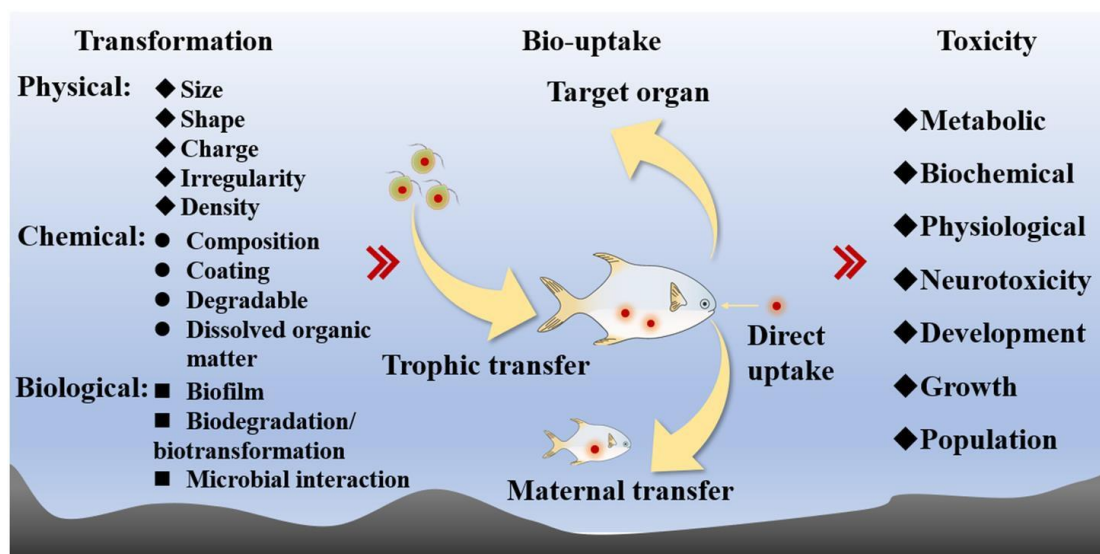 Transformation
Physical:
◆ Size
◆ Shape
◆ Charge
◆ Irregularity
◆ Density
Chemical:
● Composition
● Coating
● Degradable
● Dissolved organic
matter
Biological:
■ Biofilm
■ Biodegradation/
biotransformation
■ Microbial interaction
Bio-uptake
Target organ
Trophic transfer
Direct
uptake
Maternal transfer
Toxicity
◆Metabolic
◆Biochemical
◆Physiological
◆Neurotoxicity
◆Development
◆Growth
◆Population